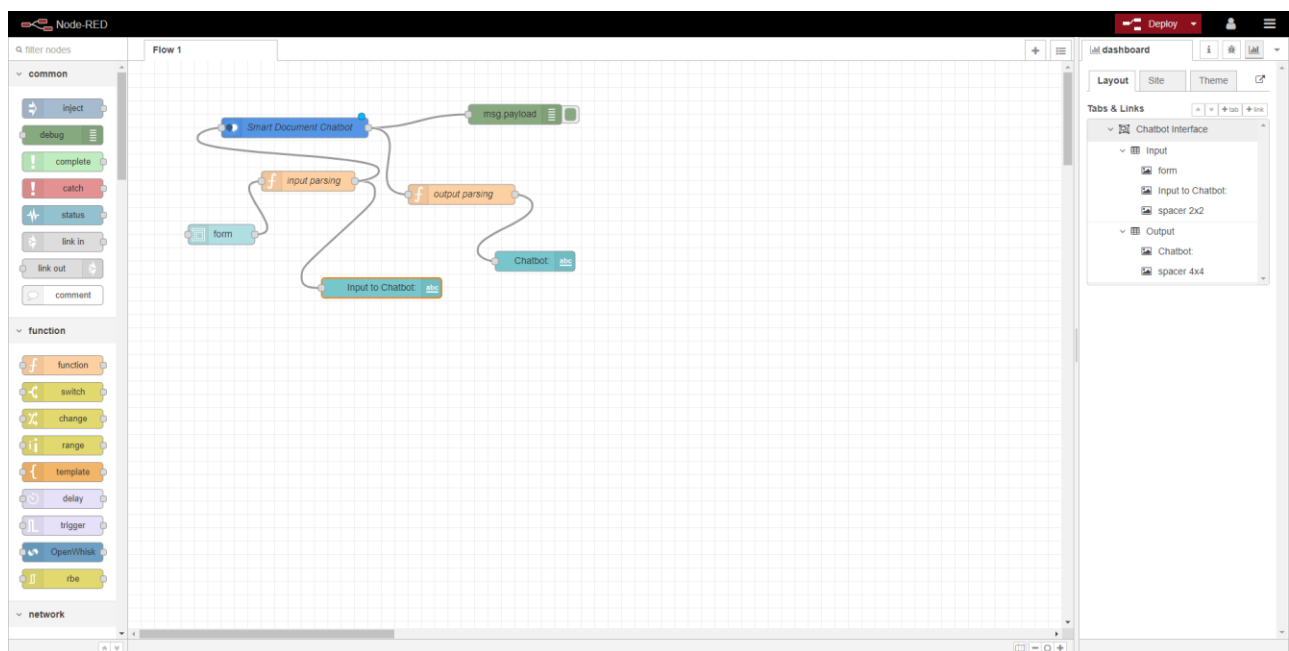 Node-RED
Deploy
filter nodes
Flow 1
dashboard
i
common
inject
debug
complete
catch
status
link in
link out
comment
function
f function
switch
change
range
template
delay
trigger
OpenWhisk
rbe
network
Smart Document Chatbot
msg.payload
f input parsing
f output parsing
form
Chatbot: abc
Input to Chatbot: abc
Layout Site Theme
Tabs & Links
+ tab + link
Chatbot Interface
Input
form
Input to Chatbot:
spacer 2x2
Output
Chatbot:
spacer 4x4